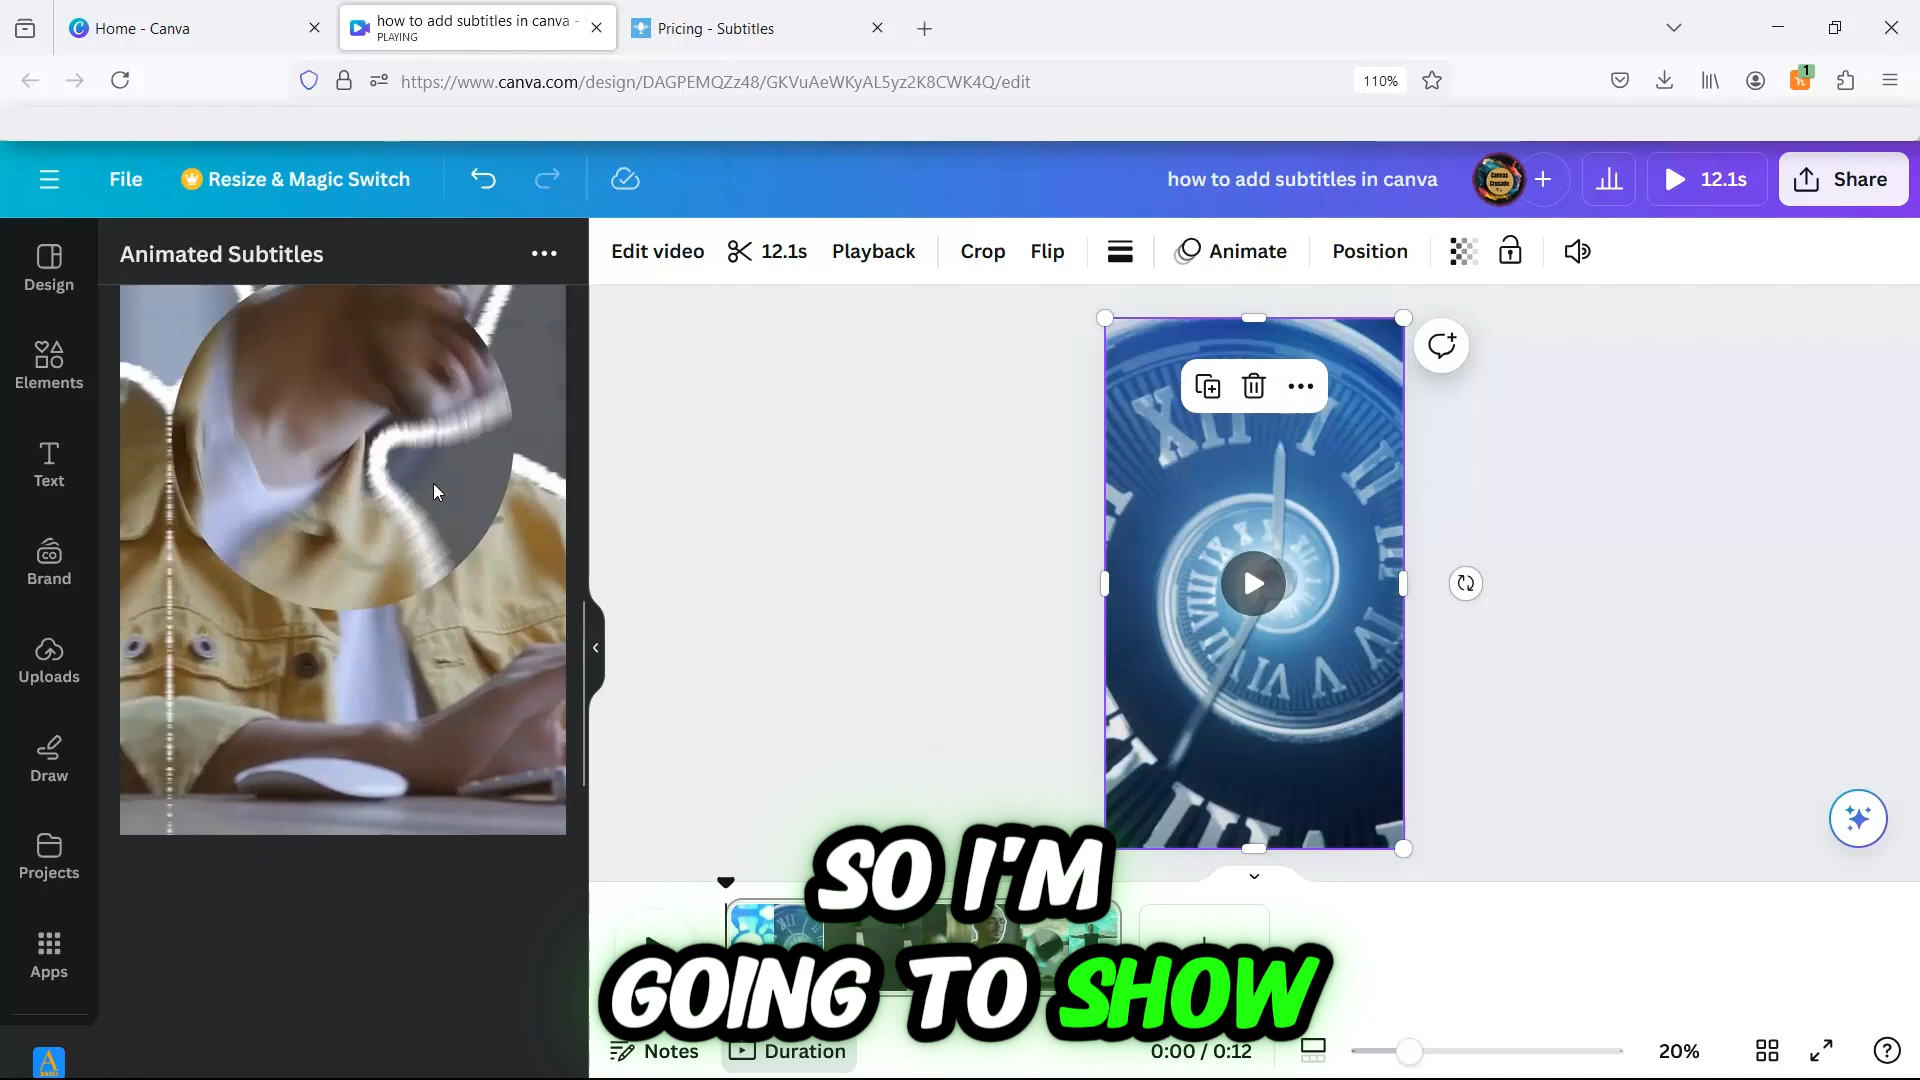 Home - Canva
how to add subtitles in canva -
PLAYING
Pricing - Subtitles
https://www.canva.com/design/DAGPEMQZz48/GKVuAeWKyAL5yz2K8CWK4Q/edit
110%
1
File
Resize & Magic Switch
how to add subtitles in canva
12.1s
Share
Animated Subtitles
Edit video
12.1s
Playback
Crop
Flip
Animate
Position
Design
Elements
Text
CO
Brand
Uploads
Draw
Projects
Apps
SO I'M
GOING TO SHOW
Notes
Duration
0:00 / 0:12
20%